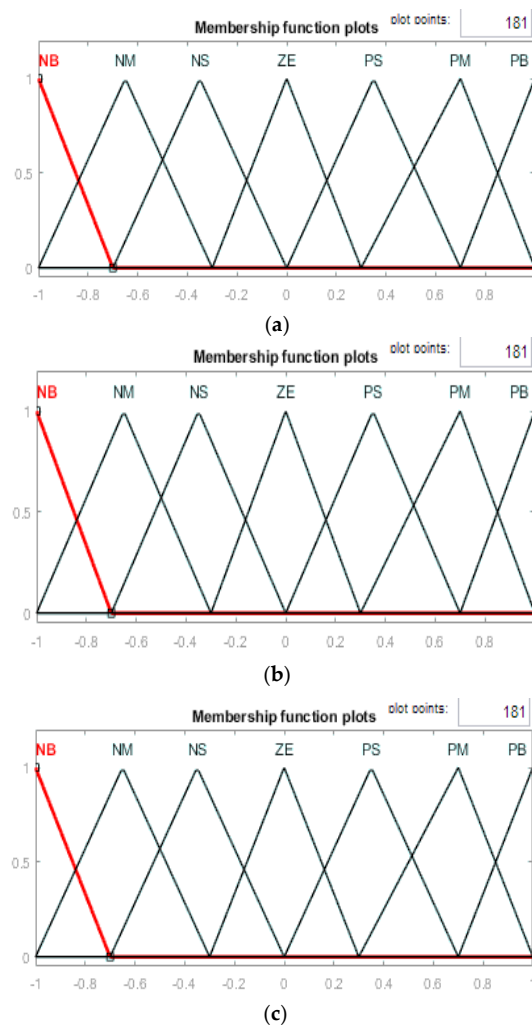 Membership function plots plot points: 181
NB NM NS ZE PS PM PB
1
0.5
0
-1 -0.8 -0.6 -0.4 -0.2 0 0.2 0.4 0.6 0.8
(a)
Membership function plots plot points: 181
NB NM NS ZE PS PM PB
1
0.5
0
-1 -0.8 -0.6 -0.4 -0.2 0 0.2 0.4 0.6 0.8
(b)
Membership function plots plot points: 181
NB NM NS ZE PS PM PB
1
0.5
0
-1 -0.8 -0.6 -0.4 -0.2 0 0.2 0.4 0.6 0.8
(c)